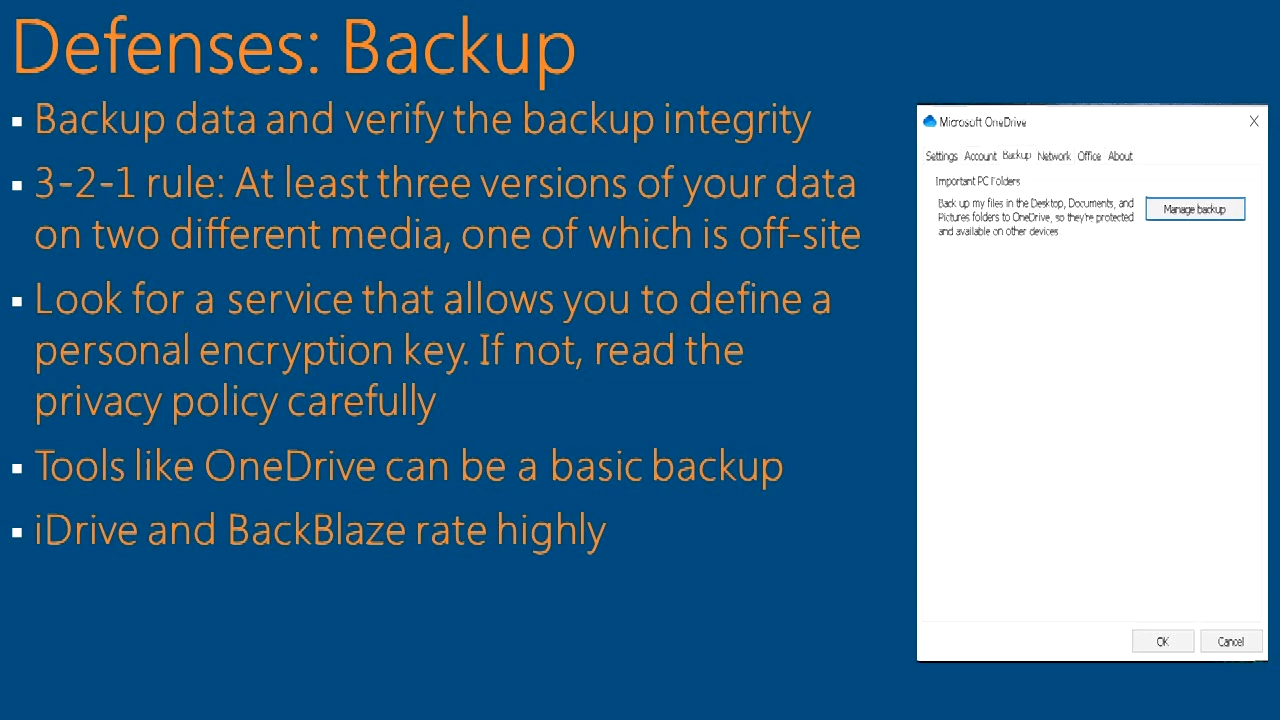 Defenses: Backup
▪ Backup data and verify the backup integrity
▪ 3-2-1 rule: At least three versions of your data
on two different media, one of which is off-site
▪ Look for a service that allows you to define a
personal encryption key. If not, read the
privacy policy carefully
▪ Tools like OneDrive can be a basic backup
▪ iDrive and BackBlaze rate highly
Microsoft OneDrive
Settings Account Backup Network Office About
Important PC Folders
Back up my files in the Desktop, Documents, and
Pictures folders to OneDrive, so they're protected
and available on other devices.
Manage backup
OK Cancel